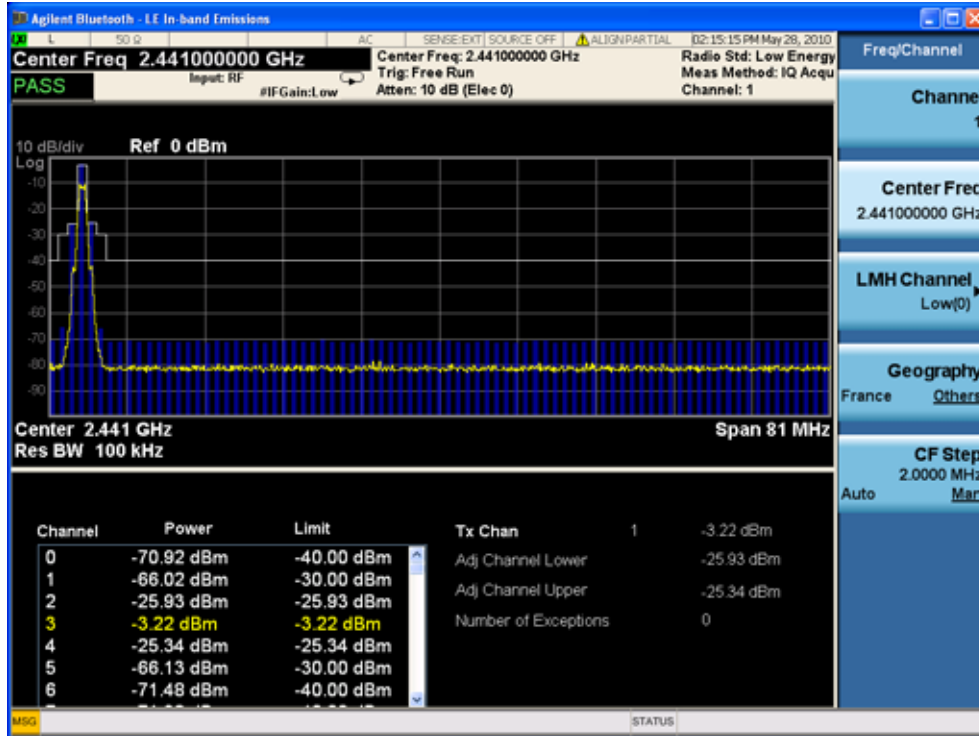 Agilent Bluetooth - LE In-band Emissions
LXI L 50 Ω AC SENSE:EXT SOURCE OFF ALIGN PARTIAL 02:15:15 PM May 28, 2010
Center Freq 2.441000000 GHz
Input: RF
#IFGain:Low
PASS
Center Freq: 2.441000000 GHz
Trig: Free Run
Atten: 10 dB (Elec 0)
Radio Std: Low Energy
Meas Method: IQ Acqu
Channel: 1
10 dB/div Ref 0 dBm
Log
-10
-20
-30
-40
-50
-60
-70
-80
-90
Center 2.441 GHz Span 81 MHz
Res BW 100 kHz
Channel Power Limit
0 -70.92 dBm -40.00 dBm
1 -66.02 dBm -30.00 dBm
2 -25.93 dBm -25.93 dBm
3 -3.22 dBm -3.22 dBm
4 -25.34 dBm -25.34 dBm
5 -66.13 dBm -30.00 dBm
6 -71.48 dBm -40.00 dBm
Tx Chan 1 -3.22 dBm
Adj Channel Lower -25.93 dBm
Adj Channel Upper -25.34 dBm
Number of Exceptions 0
MSG STATUS
Freq/Channel
Channe
1
Center Freq
2.441000000 GHz
LMH Channel
Low(0)
Geography
France Others
CF Step
2.0000 MHz
Auto Man